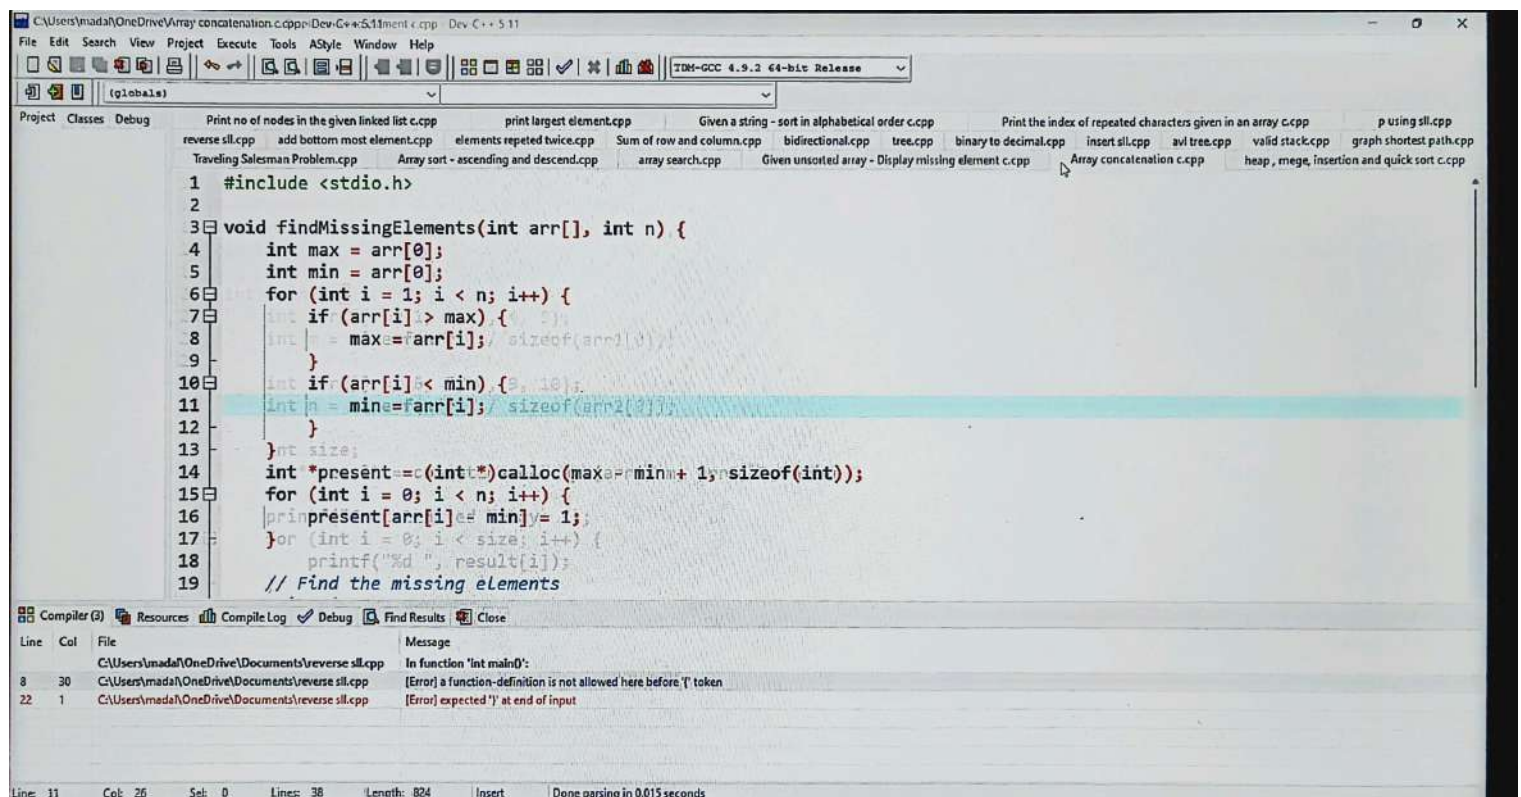 C:\Users\madal\OneDrive\Array concatenation c.cpp Dev-C++ 5.11
File Edit Search View Project Execute Tools AStyle Window Help
TDM-GCC 4.9.2 64-bit Release
(globals)
Project Classes Debug
Print no of nodes in the given linked list c.cpp print largest element.cpp Given a string - sort in alphabetical order c.cpp Print the index of repeated characters given in an array c.cpp p using sll.cpp
reverse sll.cpp add bottom most element.cpp elements repeted twice.cpp Sum of row and column.cpp bidirectional.cpp tree.cpp binary to decimal.cpp insert sll.cpp avl tree.cpp valid stack.cpp graph shortest path.cpp
Traveling Salesman Problem.cpp Array sort - ascending and descend.cpp array search.cpp Given unsorted array - Display missing element c.cpp Array concatenation c.cpp heap , mege, insertion and quick sort c.cpp
1 #include <stdio.h>
2
3 void findMissingElements(int arr[], int n) {
4 int max = arr[0];
5 int min = arr[0];
6 for (int i = 1; i < n; i++) {
7 if (arr[i] > max) {
8 max = arr[i];
9 }
10 if (arr[i] < min) {
11 min = arr[i];
12 }
13 }
14 int *present = (int *)calloc(max - min + 1, sizeof(int));
15 for (int i = 0; i < n; i++) {
16 present[arr[i] - min] = 1;
17 }
18 printf("%d ", result[i]);
19 // Find the missing elements
Compiler (3) Resources Compile Log Debug Find Results Close
Line Col File Message
C:\Users\madal\OneDrive\Documents\reverse sll.cpp In function 'int main()':
8 30 C:\Users\madal\OneDrive\Documents\reverse sll.cpp [Error] a function-definition is not allowed here before '{' token
22 1 C:\Users\madal\OneDrive\Documents\reverse sll.cpp [Error] expected '}' at end of input
Line: 11 Col: 26 Sel: 0 Lines: 38 Length: 824 Insert Done parsing in 0.015 seconds